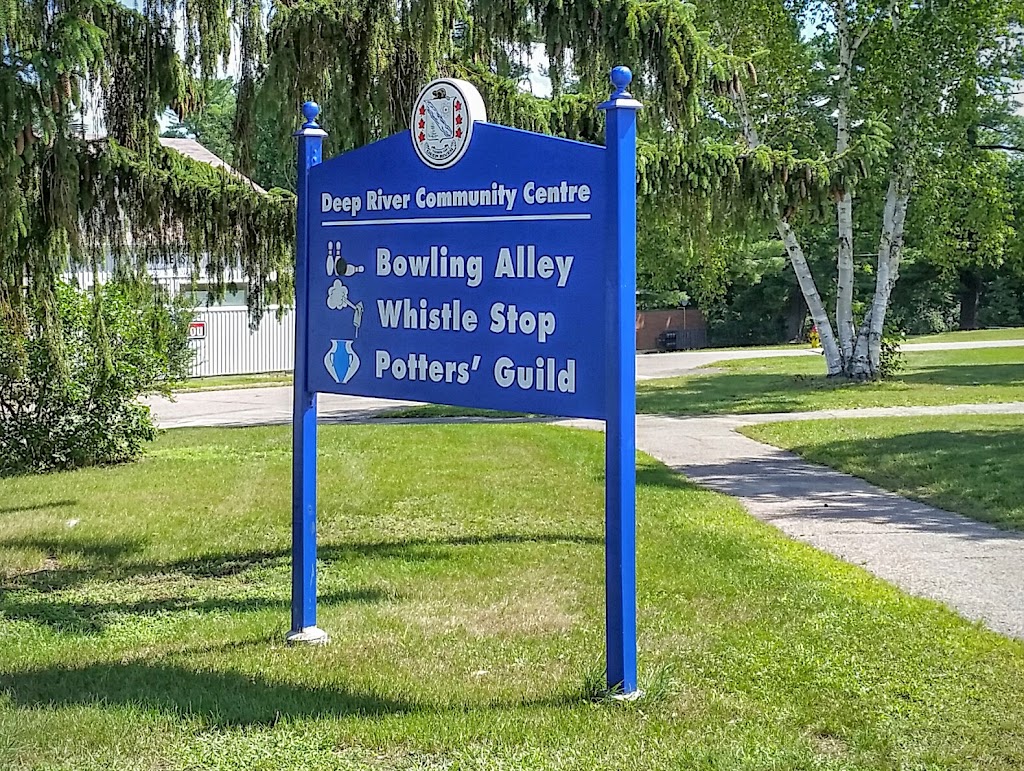 Deep River Community Centre
Bowling Alley
Whistle Stop
Potters' Guild